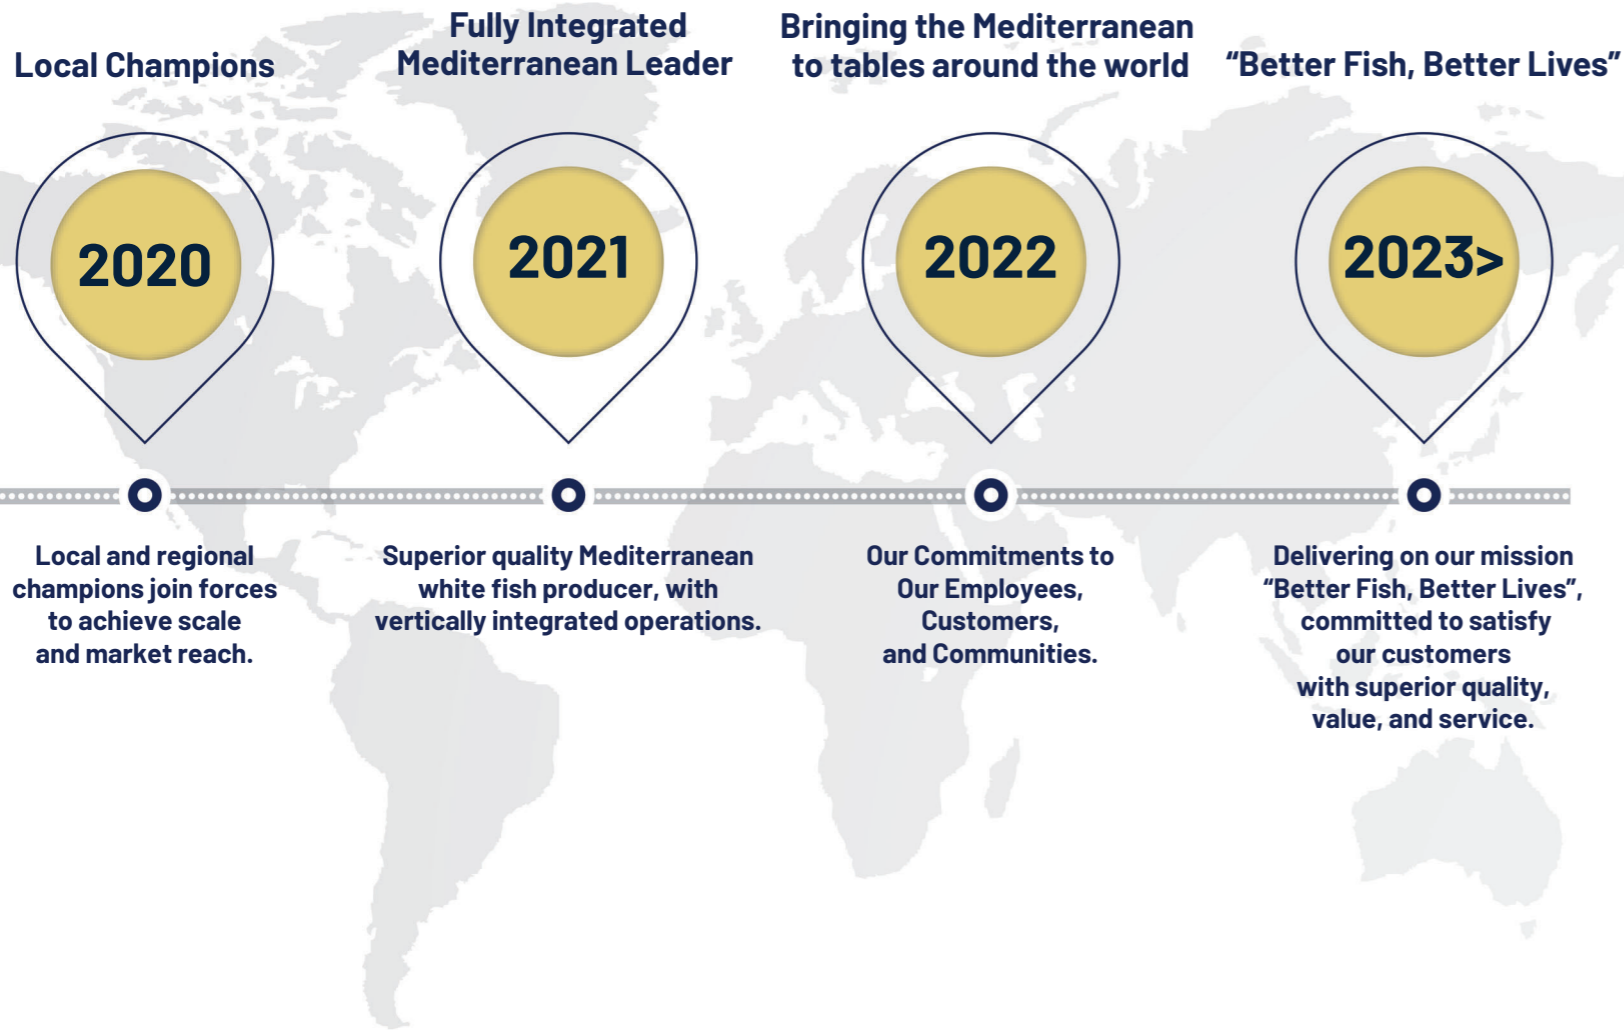 Local Champions
2020
Local and regional
champions join forces
to achieve scale
and market reach.
Fully Integrated
Mediterranean Leader
2021
Superior quality Mediterranean
white fish producer, with
vertically integrated operations.
Bringing the Mediterranean
to tables around the world
2022
Our Commitments to
Our Employees,
Customers,
and Communities.
“Better Fish, Better Lives”
2023>
Delivering on our mission
“Better Fish, Better Lives”,
committed to satisfy
our customers
with superior quality,
value, and service.